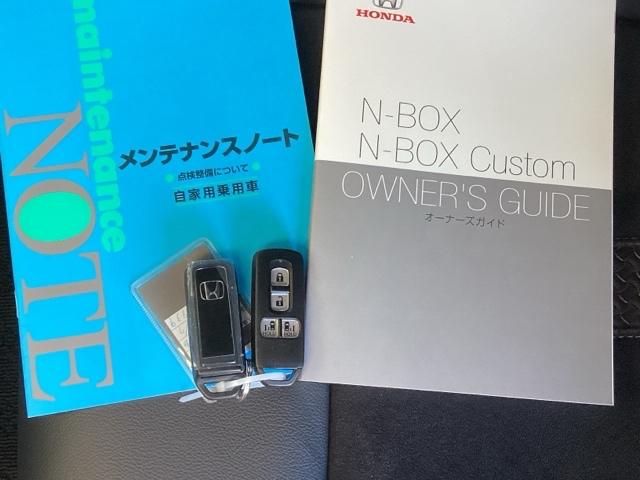 maintenance
NOTE
メンテナンスノート
点検整備について
自家用乗用車
HONDA
N-BOX
N-BOX Custom
OWNER'S GUIDE
オーナーズガイド
HOLD
HOLD